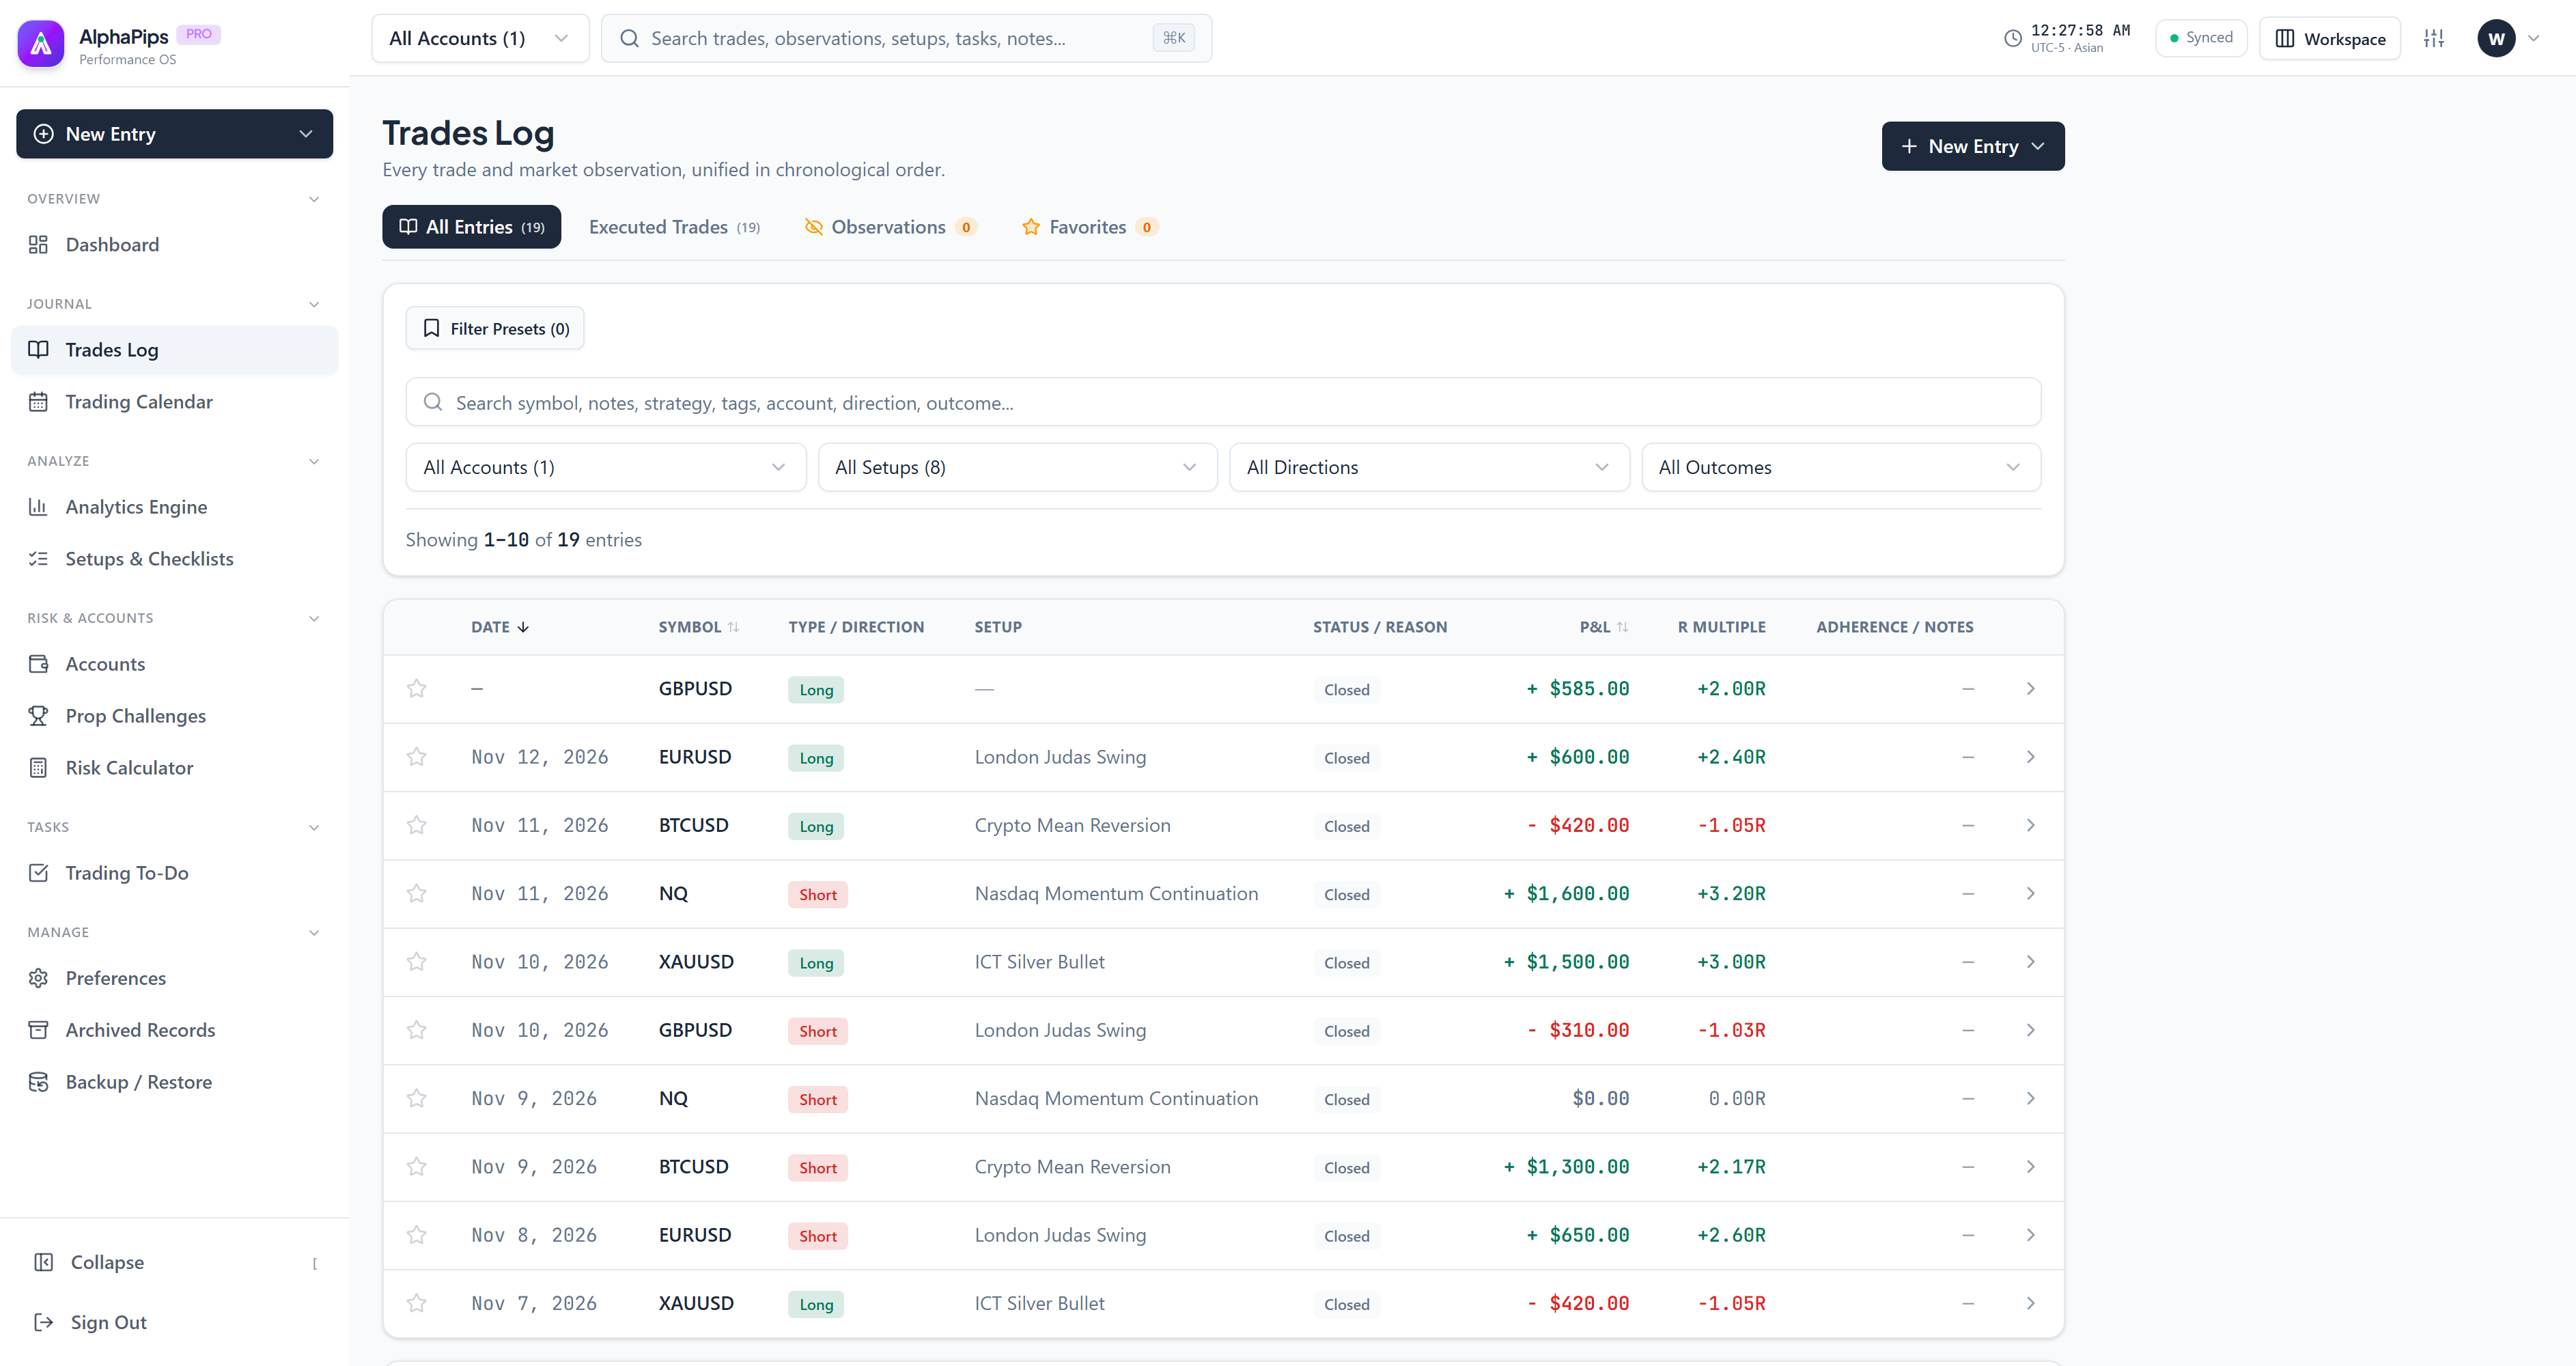 AlphaPips PRO
Performance OS
All Accounts (1)
Search trades, observations, setups, tasks, notes...
⌘K
12:27:58 AM
UTC-5 · Asian
Synced
Workspace
W
New Entry
OVERVIEW
Dashboard
JOURNAL
Trades Log
Trading Calendar
ANALYZE
Analytics Engine
Setups & Checklists
RISK & ACCOUNTS
Accounts
Prop Challenges
Risk Calculator
TASKS
Trading To-Do
MANAGE
Preferences
Archived Records
Backup / Restore
Collapse [
Sign Out
Trades Log
Every trade and market observation, unified in chronological order.
+ New Entry
All Entries (19) Executed Trades (19) Observations 0 Favorites 0
Filter Presets (0)
Search symbol, notes, strategy, tags, account, direction, outcome...
All Accounts (1) All Setups (8) All Directions All Outcomes
Showing 1–10 of 19 entries
DATE ↓ SYMBOL ↑↓ TYPE / DIRECTION SETUP STATUS / REASON P&L ↑↓ R MULTIPLE ADHERENCE / NOTES
— GBPUSD Long — Closed + $585.00 +2.00R —
Nov 12, 2026 EURUSD Long London Judas Swing Closed + $600.00 +2.40R —
Nov 11, 2026 BTCUSD Long Crypto Mean Reversion Closed - $420.00 -1.05R —
Nov 11, 2026 NQ Short Nasdaq Momentum Continuation Closed + $1,600.00 +3.20R —
Nov 10, 2026 XAUUSD Long ICT Silver Bullet Closed + $1,500.00 +3.00R —
Nov 10, 2026 GBPUSD Short London Judas Swing Closed - $310.00 -1.03R —
Nov 9, 2026 NQ Short Nasdaq Momentum Continuation Closed $0.00 0.00R —
Nov 9, 2026 BTCUSD Short Crypto Mean Reversion Closed + $1,300.00 +2.17R —
Nov 8, 2026 EURUSD Short London Judas Swing Closed + $650.00 +2.60R —
Nov 7, 2026 XAUUSD Long ICT Silver Bullet Closed - $420.00 -1.05R —